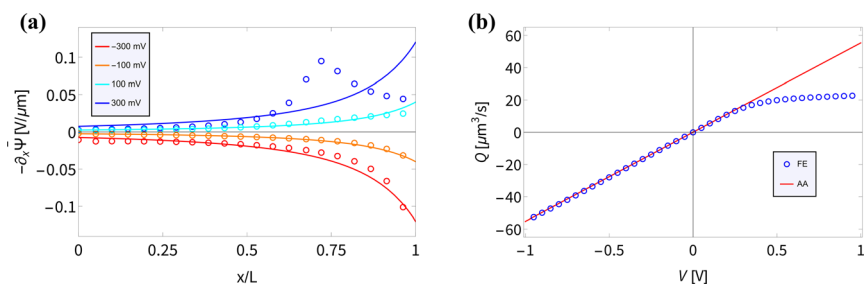 (a)
−300 mV
−100 mV
100 mV
300 mV
0.1
0.05
0
−0.05
−0.1
−∂ₓΨ̄ [V/μm]
0 0.25 0.5 0.75 1
x/L
(b)
60
40
20
0
−20
−40
−60
Q [μm³/s]
FE
AA
−1 −0.5 0 0.5 1
V [V]